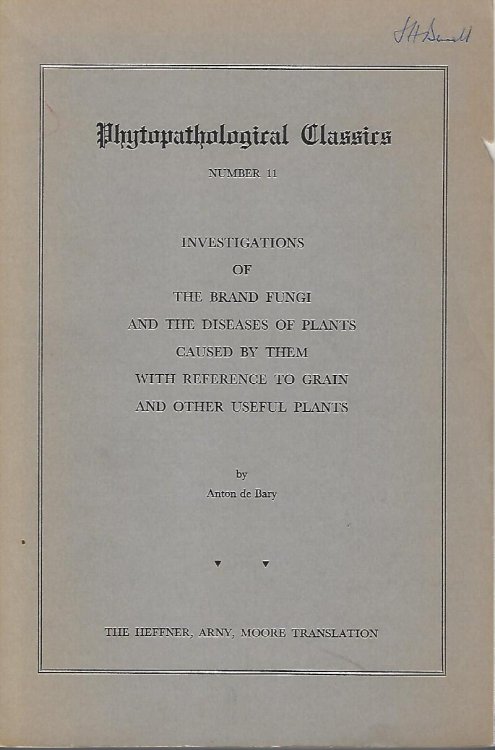 Phytopathological Classics
NUMBER 11
INVESTIGATIONS
OF
THE BRAND FUNGI
AND THE DISEASES OF PLANTS
CAUSED BY THEM
WITH REFERENCE TO GRAIN
AND OTHER USEFUL PLANTS
by
Anton de Bary
THE HEFFNER, ARNY, MOORE TRANSLATION